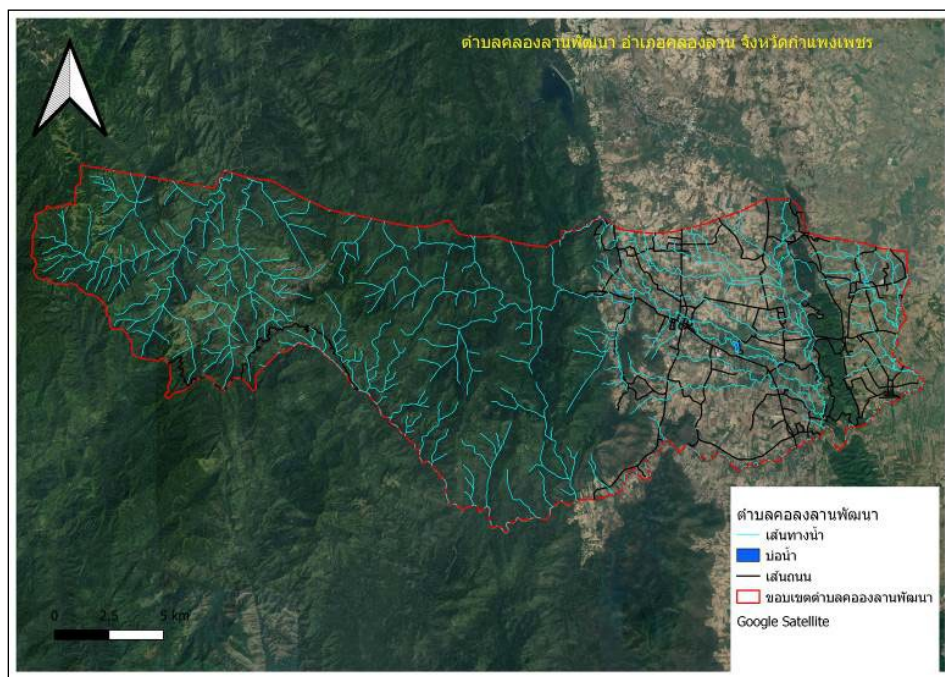 ตำบลคลองลานพัฒนา อำเภอคลองลาน จังหวัดกำแพงเพชร
ตำบลคอลงลานพัฒนา
เส้นทางน้ำ
บ่อน้ำ
เส้นถนน
ขอบเขตตำบลคอองลานพัฒนา
Google Satellite
0 2.5 5 km